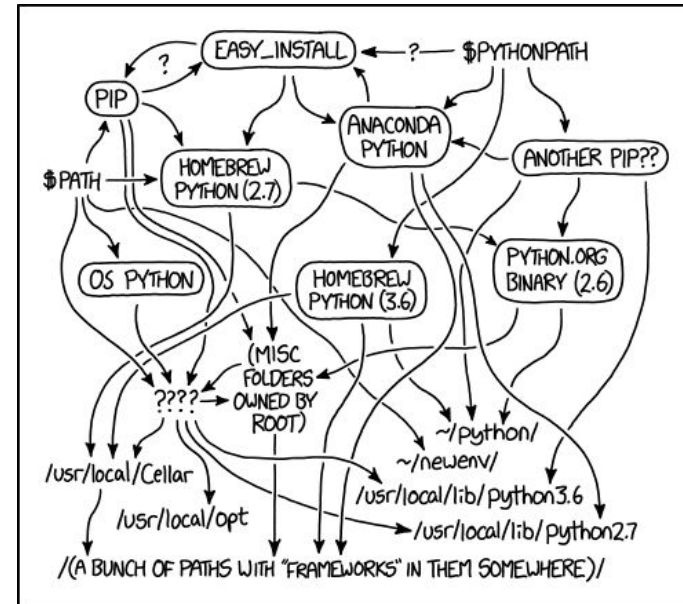 EASY_INSTALL
?
$PYTHONPATH
?
PIP
ANACONDA
PYTHON
ANOTHER PIP??
HOMEBREW
PYTHON (2.7)
$PATH
OS PYTHON
HOMEBREW
PYTHON (3.6)
PYTHON.ORG
BINARY (2.6)
(MISC
FOLDERS
OWNED BY
ROOT)
????
~/python/
~/newenv/
/usr/local/Cellar
/usr/local/lib/python3.6
/usr/local/opt
/usr/local/lib/python2.7
/(A BUNCH OF PATHS WITH "FRAMEWORKS" IN THEM SOMEWHERE)/